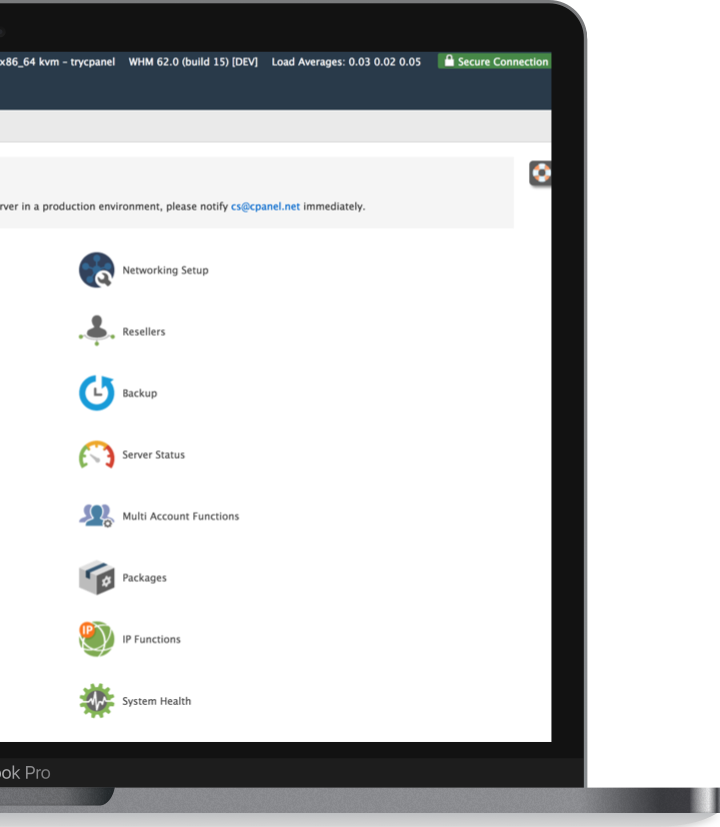 x86_64 kvm - trycpanel WHM 62.0 (build 15) [DEV] Load Averages: 0.03 0.02 0.05 Secure Connection
in a production environment, please notify cs@cpanel.net immediately.
Networking Setup
Resellers
Backup
Server Status
Multi Account Functions
Packages
IP
IP Functions
System Health
Pro